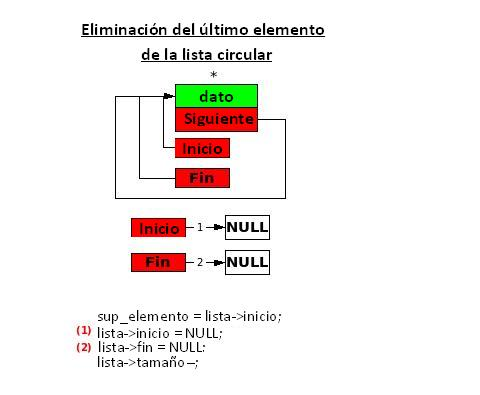 Eliminación del último elemento
de la lista circular
*
dato
Siguiente
Inicio
Fin
Inicio 1 NULL
Fin 2 NULL
sup_elemento = lista->inicio;
(1) lista->inicio = NULL;
(2) lista->fin = NULL;
lista->tamaño--;